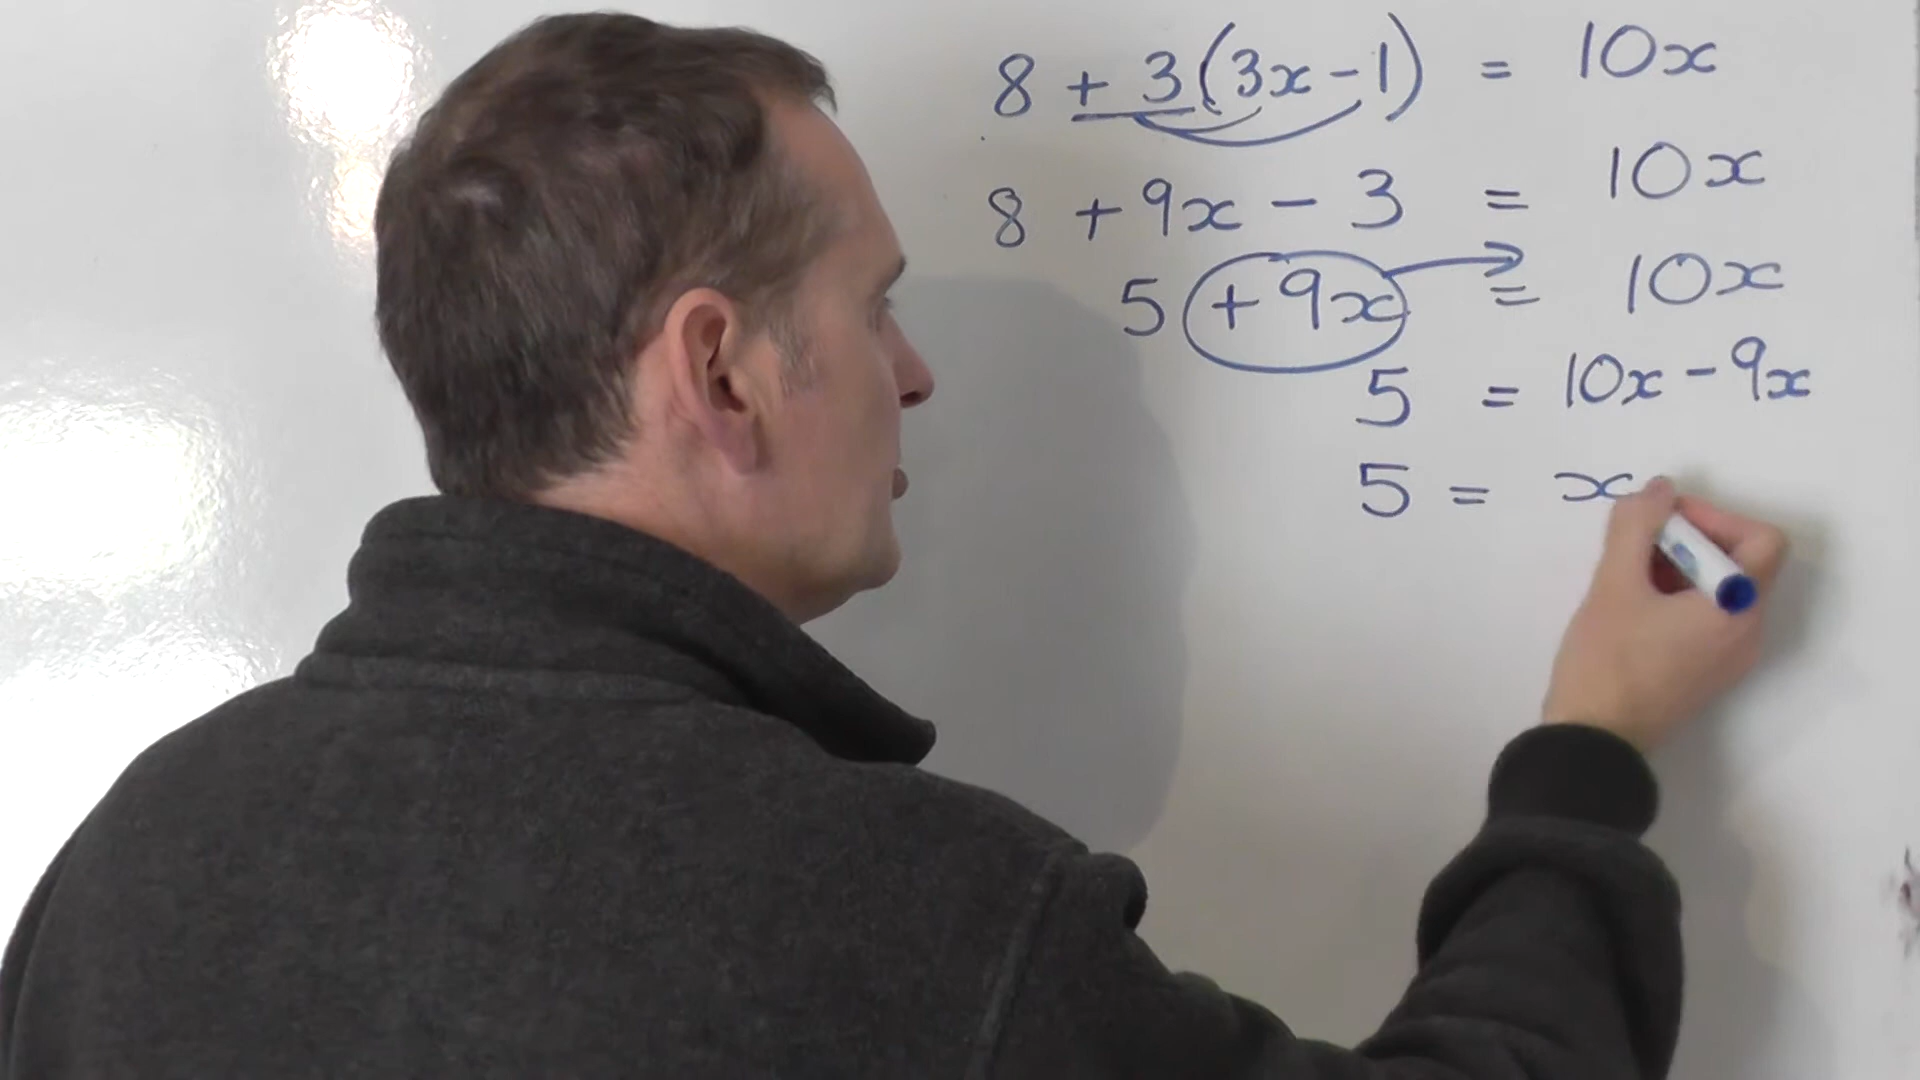 8 + 3(3x - 1) = 10x
8 + 9x - 3 = 10x
5 + 9x = 10x
5 = 10x - 9x
5 = x